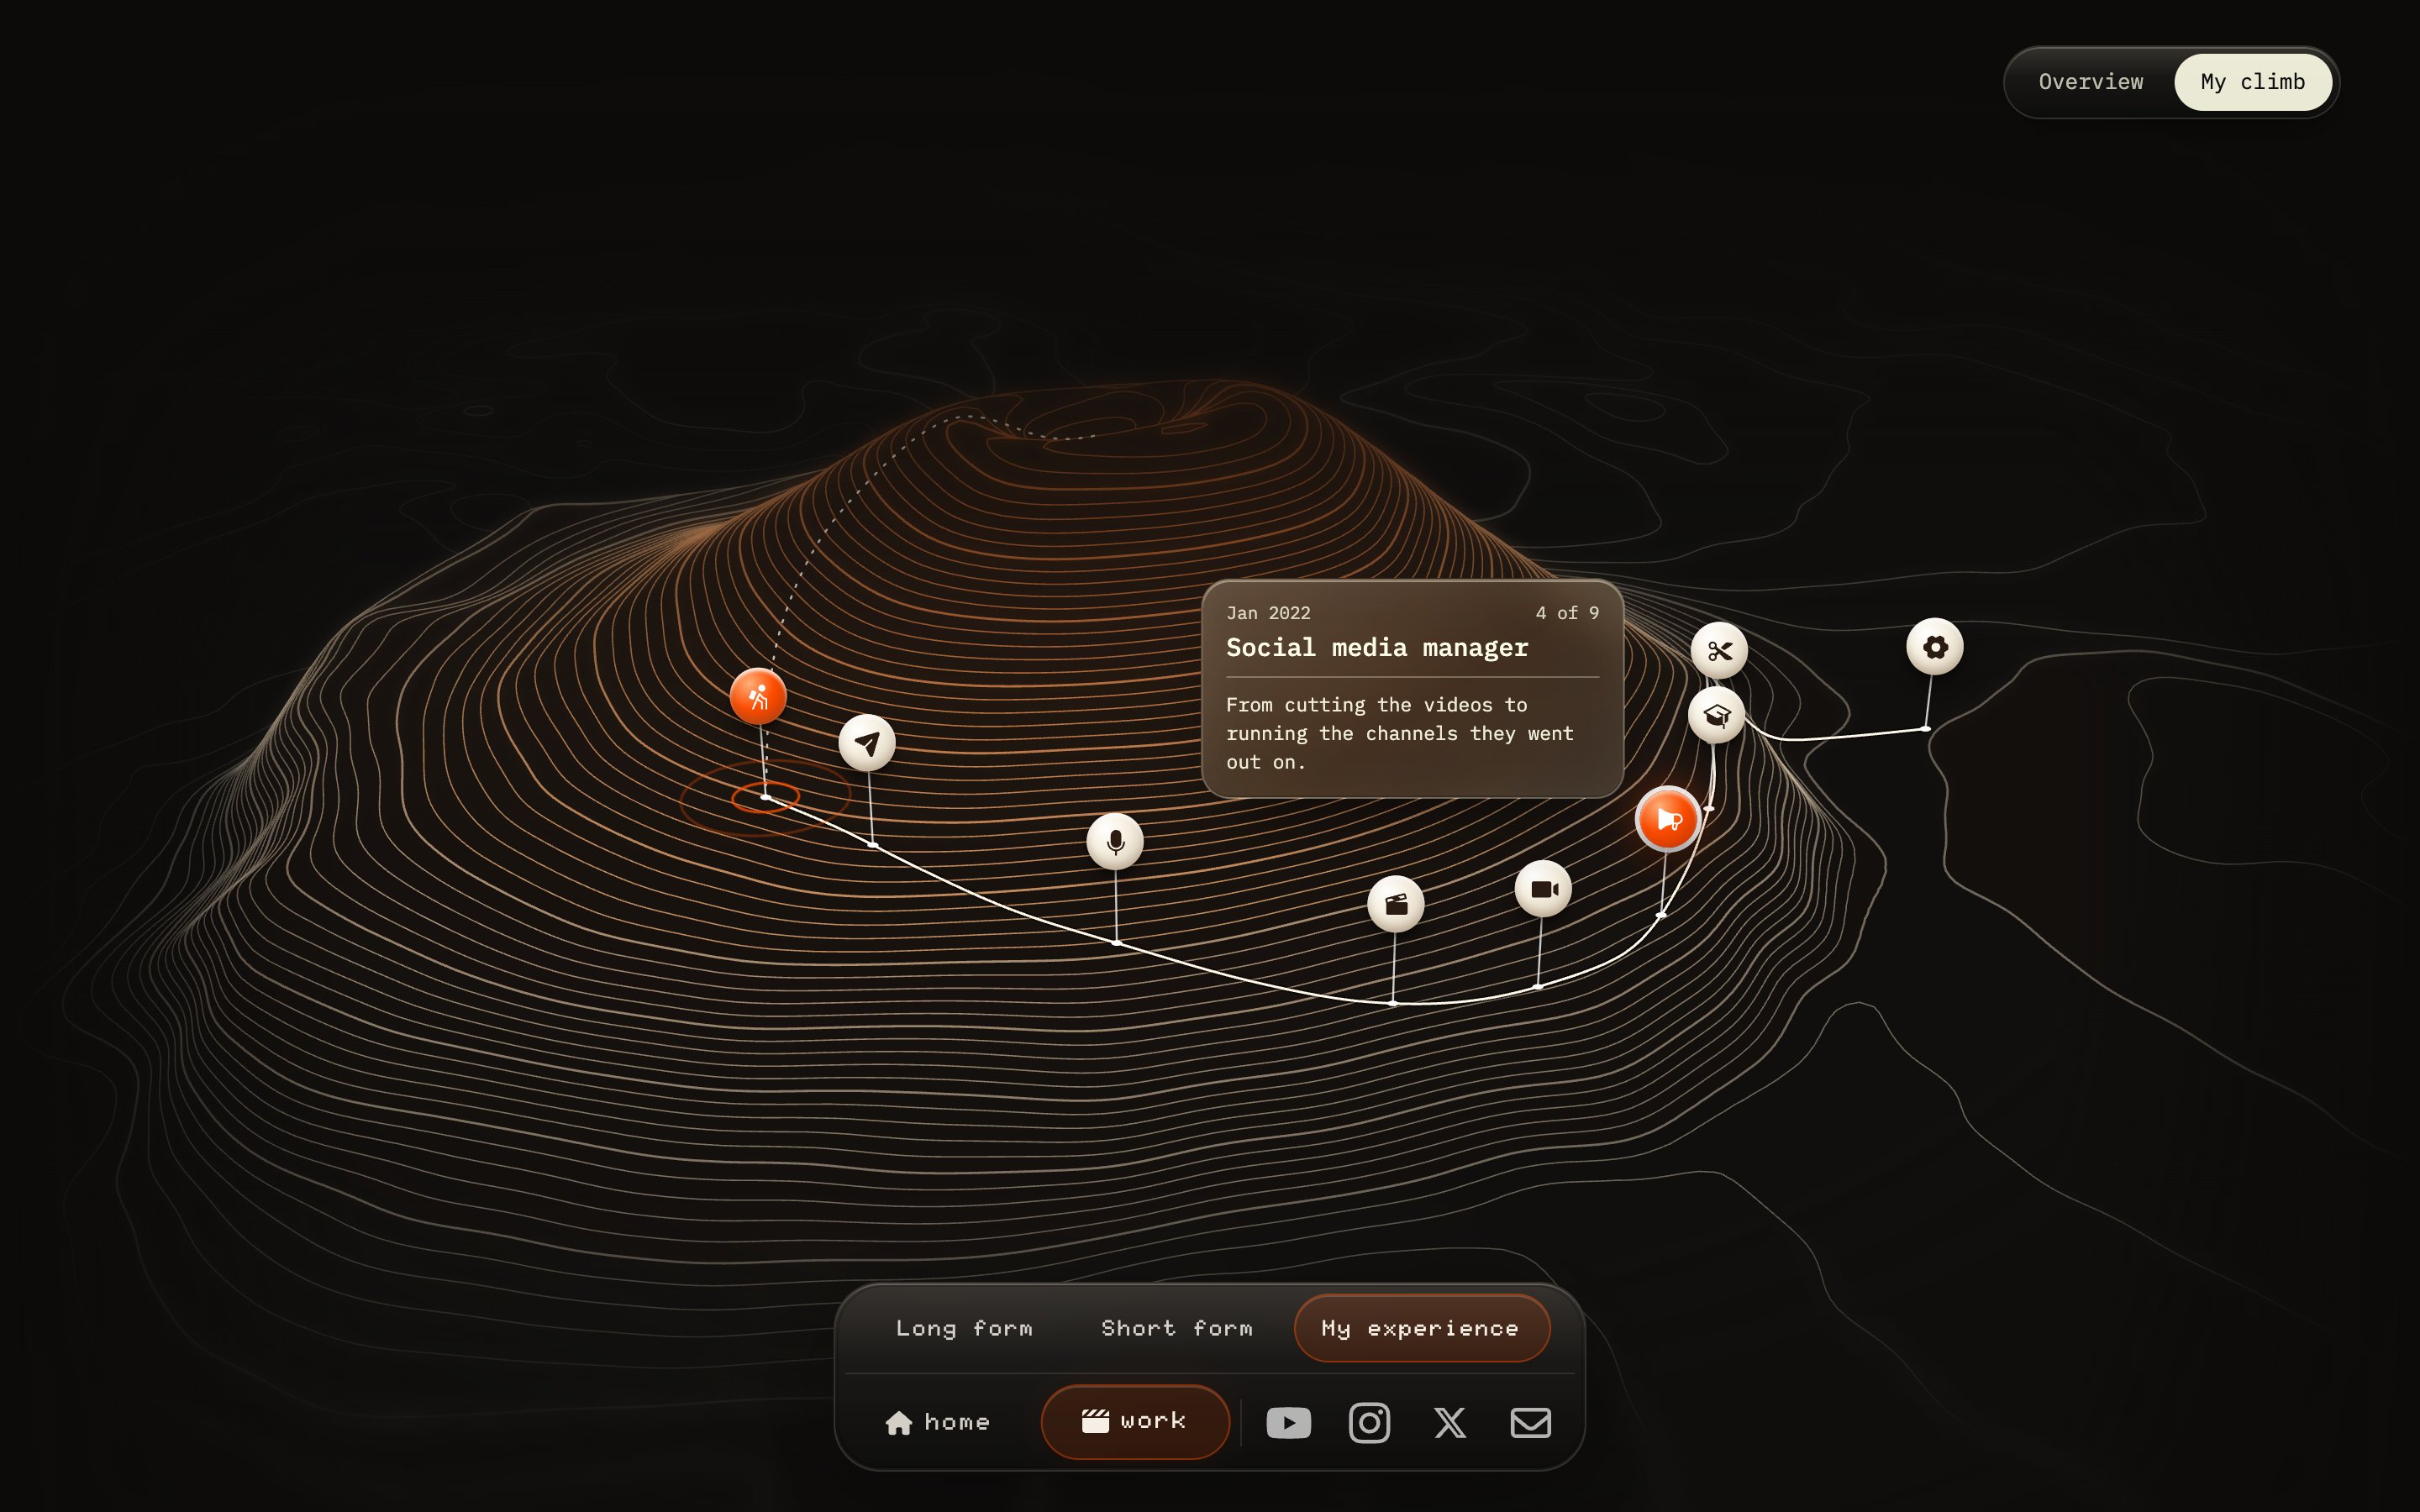 Overview
My climb
Jan 2022
4 of 9
Social media manager
From cutting the videos to
running the channels they went
out on.
Long form
Short form
My experience
home
work